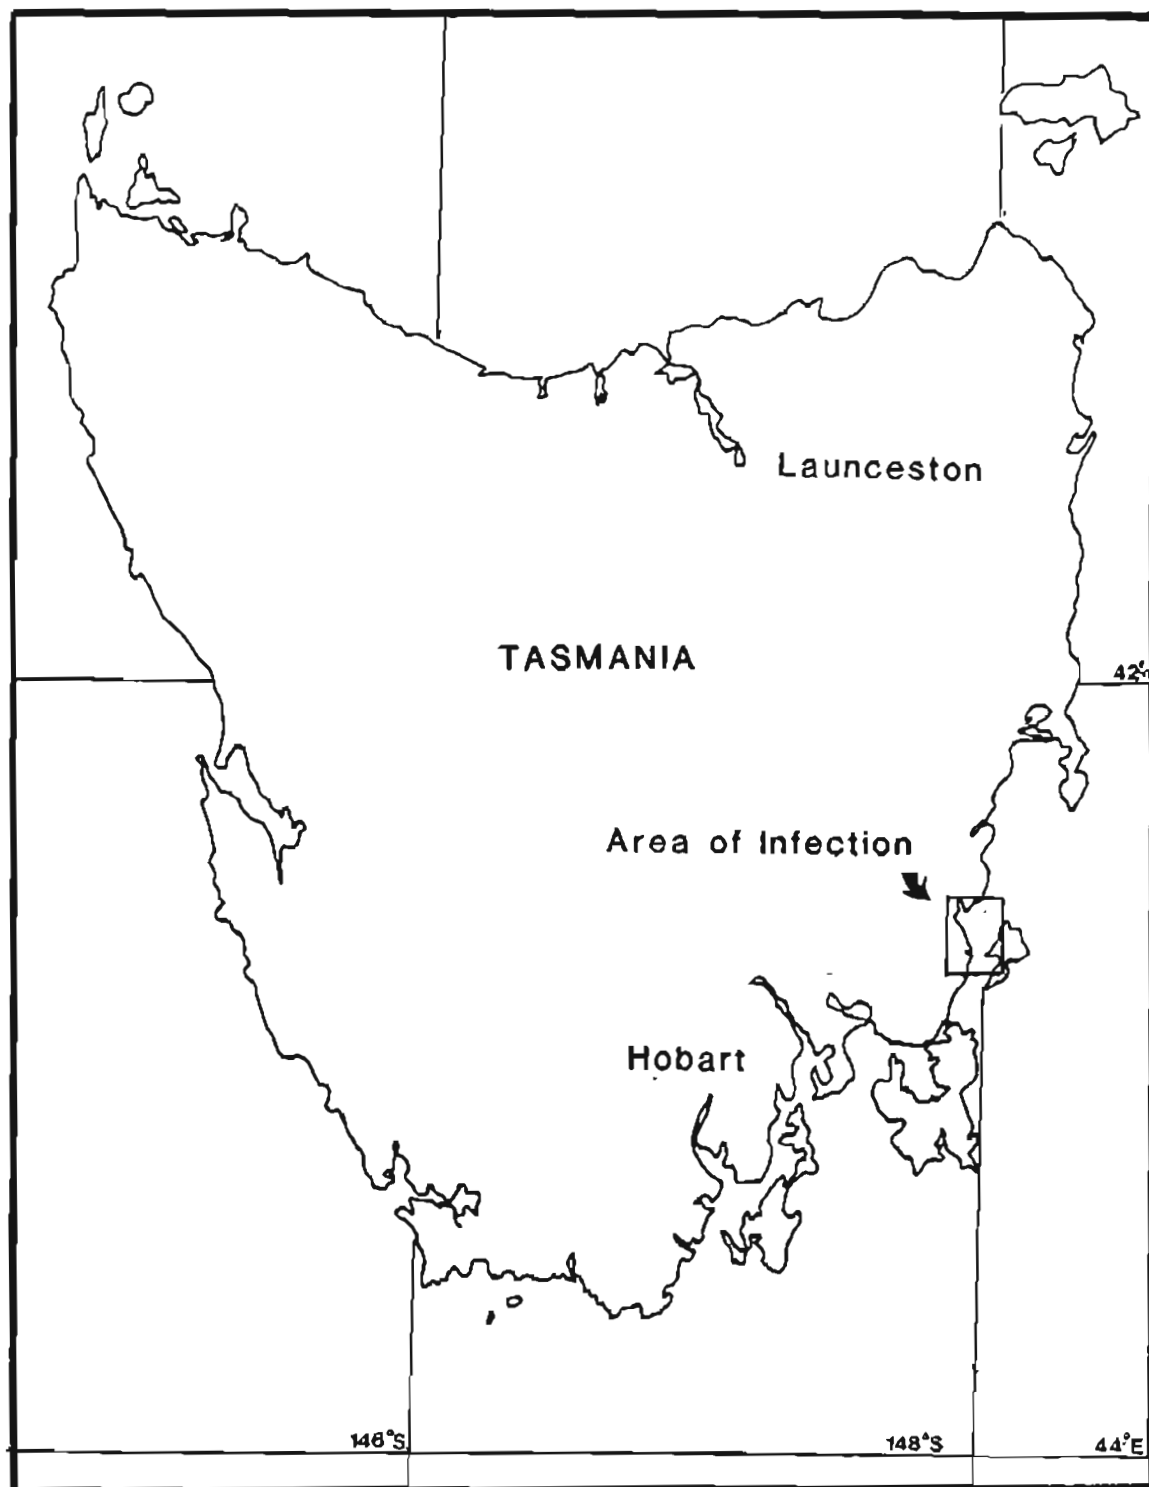 Launceston
TASMANIA
42°
Area of Infection
Hobart
146°S
148°S
44°E